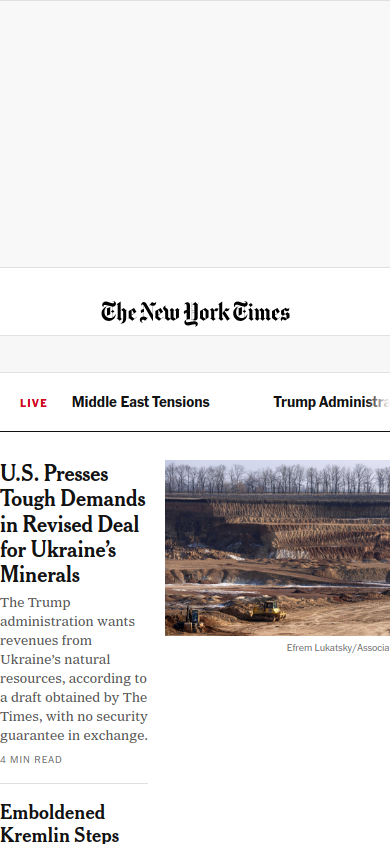 The New York Times
LIVE Middle East Tensions Trump Administra
U.S. Presses
Tough Demands
in Revised Deal
for Ukraine’s
Minerals
The Trump
administration wants
revenues from
Ukraine’s natural
resources, according to
a draft obtained by The
Times, with no security
guarantee in exchange.
4 MIN READ
Efrem Lukatsky/Associa
Emboldened
Kremlin Steps